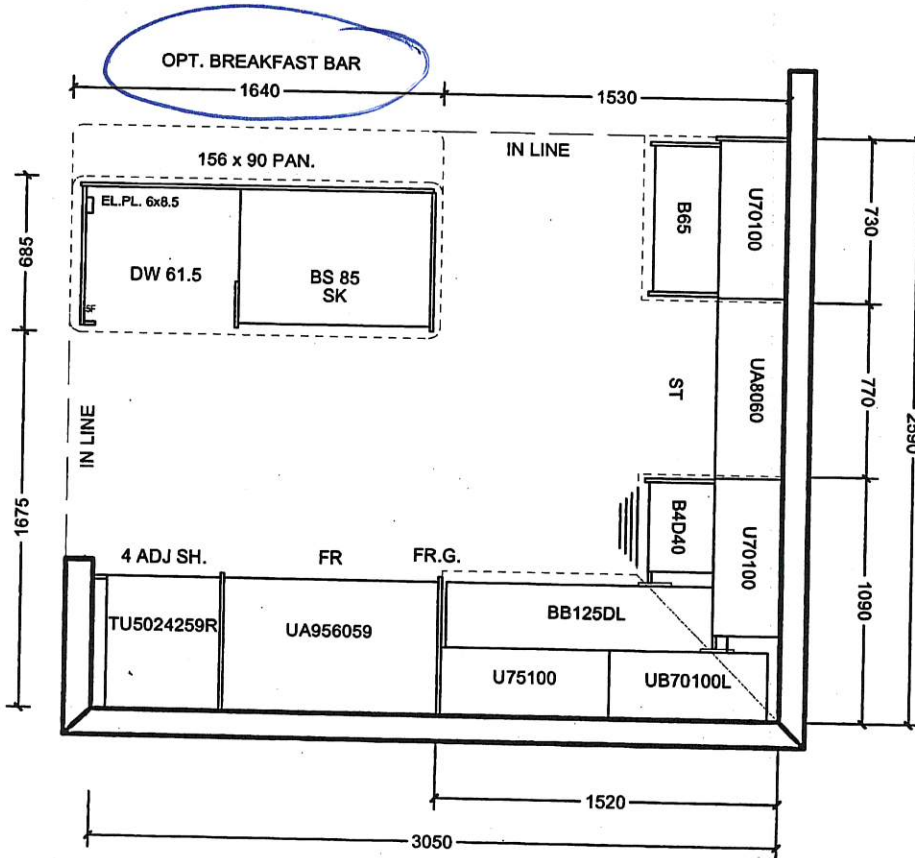 OPT. BREAKFAST BAR
1640
1530
IN LINE
156 x 90 PAN.
EL.PL. 6x8.5
DW 61.5
BS 85
SK
SF
B65
U70100
730
685
2590
UA8060
ST
770
IN LINE
1675
B4D40
U70100
1090
4 ADJ SH.
FR
FR.G.
TU5024259R
UA956059
BB125DL
U75100
UB70100L
1520
3050